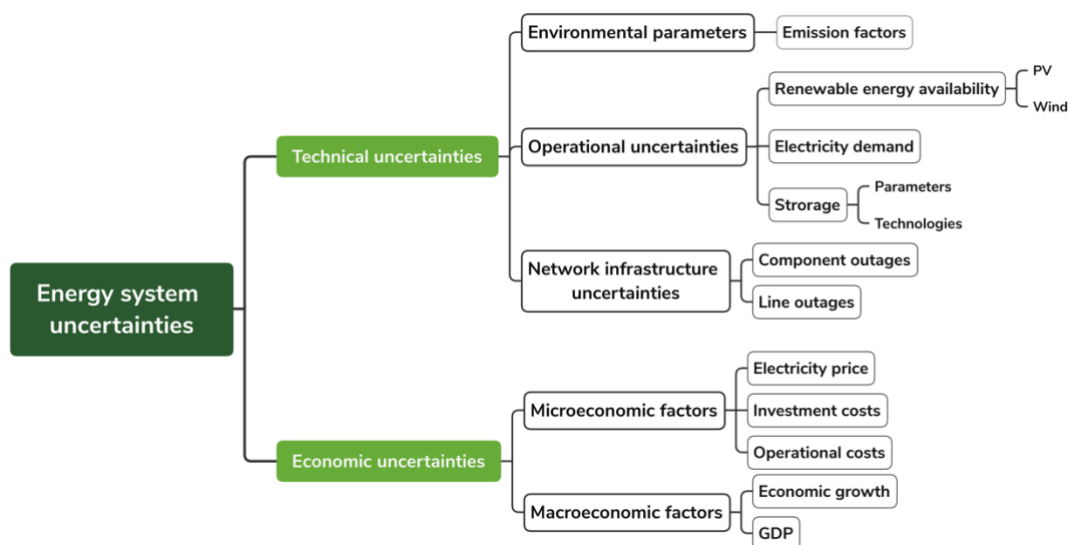 Energy system
uncertainties
Technical uncertainties
Environmental parameters
Emission factors
Operational uncertainties
Renewable energy availability
PV
Wind
Electricity demand
Strorage
Parameters
Technologies
Network infrastructure
uncertainties
Component outages
Line outages
Economic uncertainties
Microeconomic factors
Electricity price
Investment costs
Operational costs
Macroeconomic factors
Economic growth
GDP